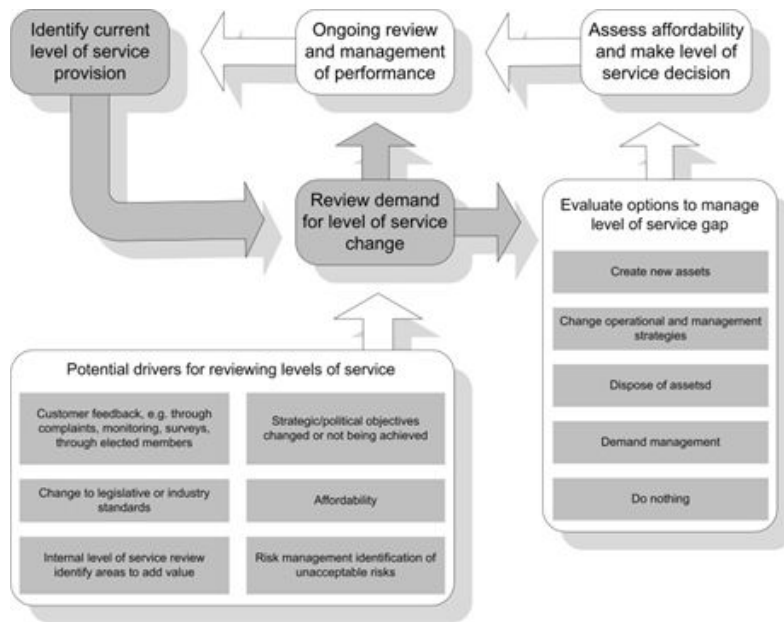 Identify current
level of service
provision
Ongoing review
and management
of performance
Assess affordability
and make level of
service decision
Review demand
for level of service
change
Evaluate options to manage
level of service gap
Create new assets
Change operational and management
strategies
Dispose of assetsd
Demand management
Do nothing
Potential drivers for reviewing levels of service
Customer feedback, e.g. through
complaints, monitoring, surveys,
through elected members
Strategic/political objectives
changed or not being achieved
Change to legislative or industry
standards
Affordability
Internal level of service review
identify areas to add value
Risk management identification of
unacceptable risks